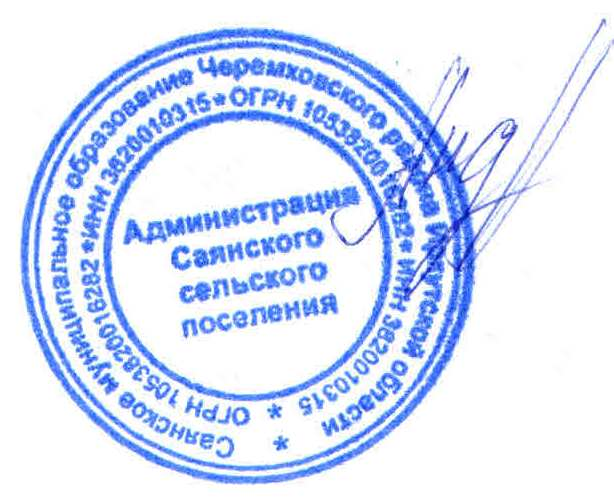 Саянское муниципальное образование Черемховского района Иркутской области *
ОГРН 1053820016282 * ИНН 3820010315 * ОГРН 1053820016282 * ИНН 3820010315 *
Администрация
Саянского
сельского
поселения